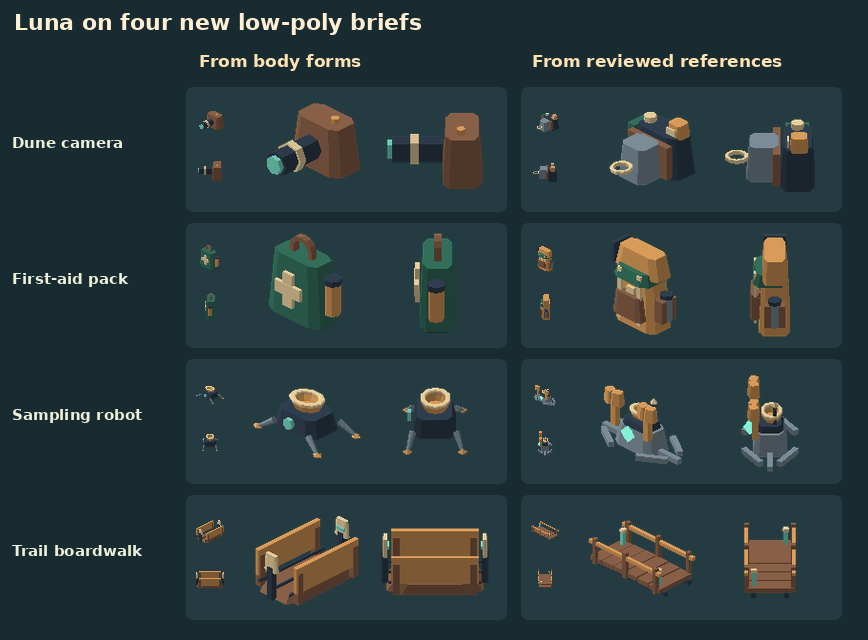 Luna on four new low-poly briefs
From body forms
From reviewed references
Dune camera
First-aid pack
Sampling robot
Trail boardwalk